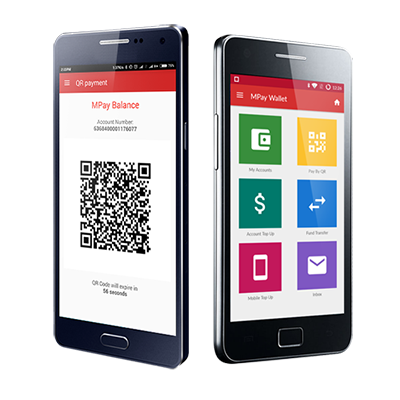 QR payment
MPay Balance
Account Number:
6368400001176077
QR Code will expire in
56 seconds
MPay Wallet
My Accounts
Pay By QR
Account Top Up
Fund Transfer
Mobile Top Up
More